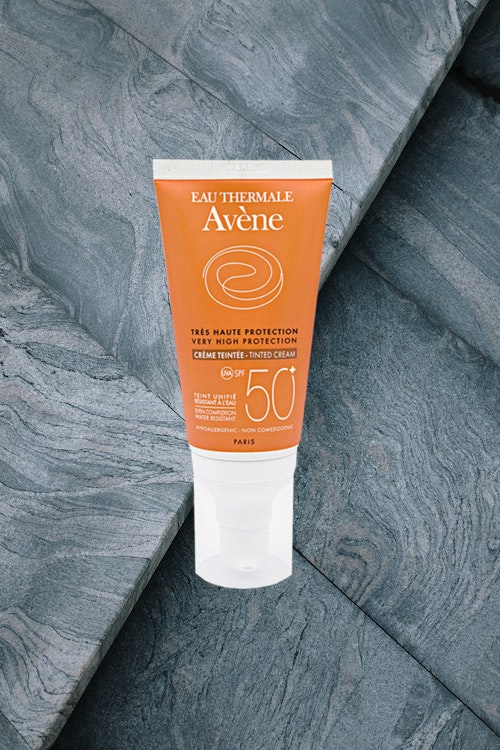 EAU THERMALE
Avène
TRÈS HAUTE PROTECTION
VERY HIGH PROTECTION
CRÈME TEINTÉE - TINTED CREAM
UVA SPF 50+
TEINT UNIFIÉ
RÉSISTANT À L'EAU
EVEN COMPLEXION
WATER RESISTANT
HYPOALLERGENIC - NON COMEDOGENIC
PARIS